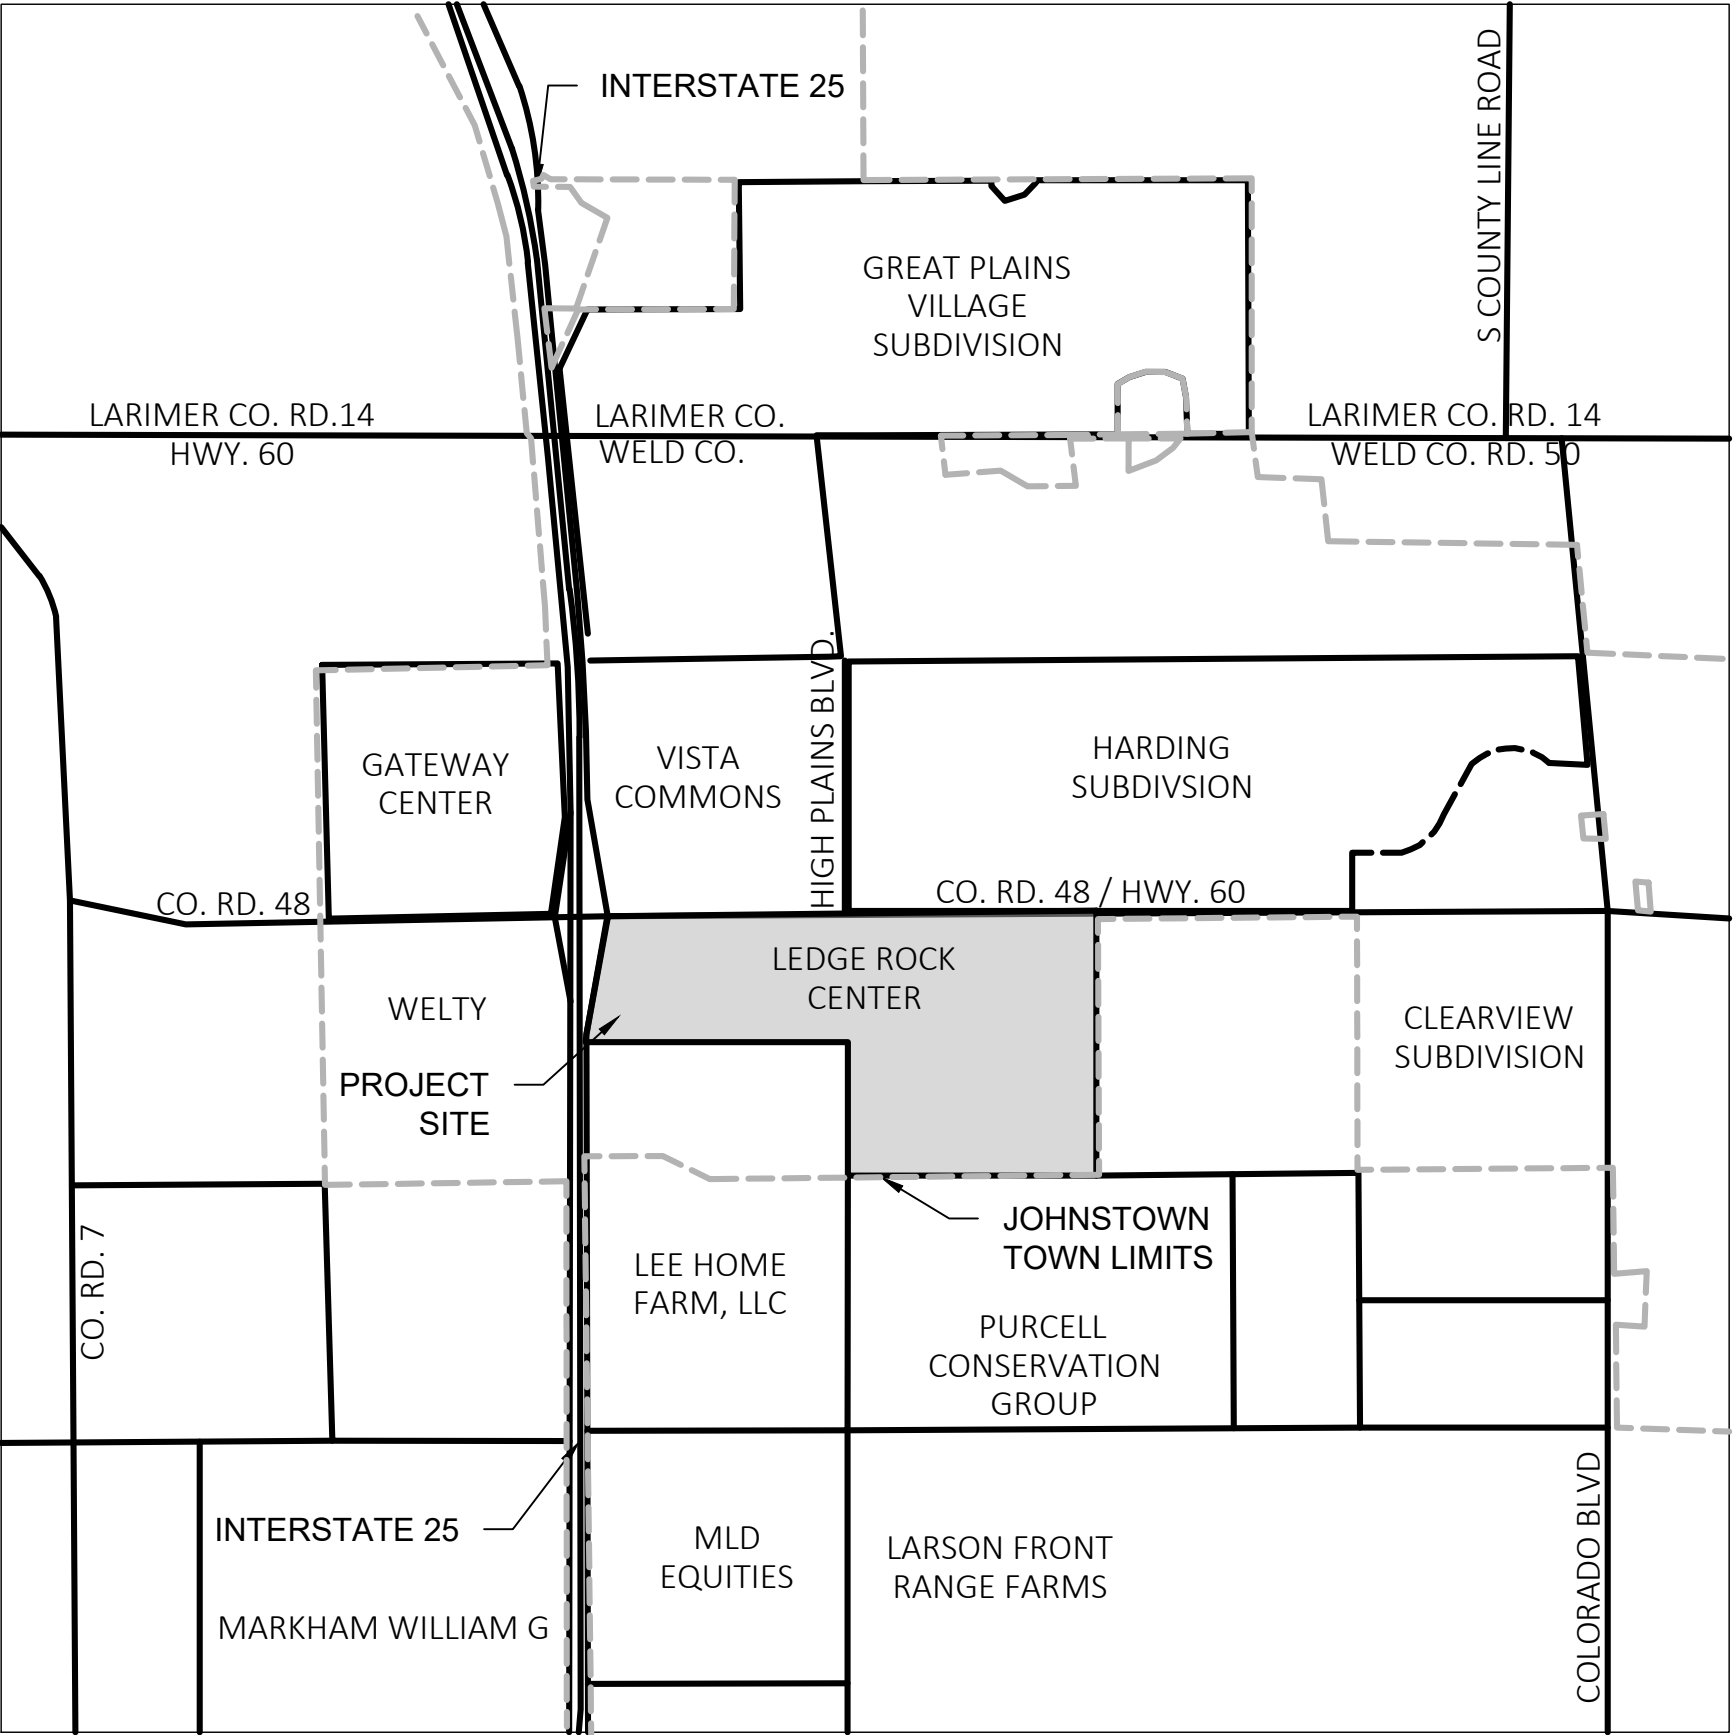 INTERSTATE 25
S COUNTY LINE ROAD
GREAT PLAINS
VILLAGE
SUBDIVISION
LARIMER CO. RD.14
HWY. 60
LARIMER CO.
WELD CO.
LARIMER CO. RD. 14
WELD CO. RD. 50
HIGH PLAINS BLVD.
GATEWAY
CENTER
VISTA
COMMONS
HARDING
SUBDIVSION
CO. RD. 48
CO. RD. 48 / HWY. 60
LEDGE ROCK
CENTER
WELTY
CLEARVIEW
SUBDIVISION
PROJECT
SITE
JOHNSTOWN
TOWN LIMITS
CO. RD. 7
LEE HOME
FARM, LLC
PURCELL
CONSERVATION
GROUP
INTERSTATE 25
MLD
EQUITIES
LARSON FRONT
RANGE FARMS
COLORADO BLVD
MARKHAM WILLIAM G